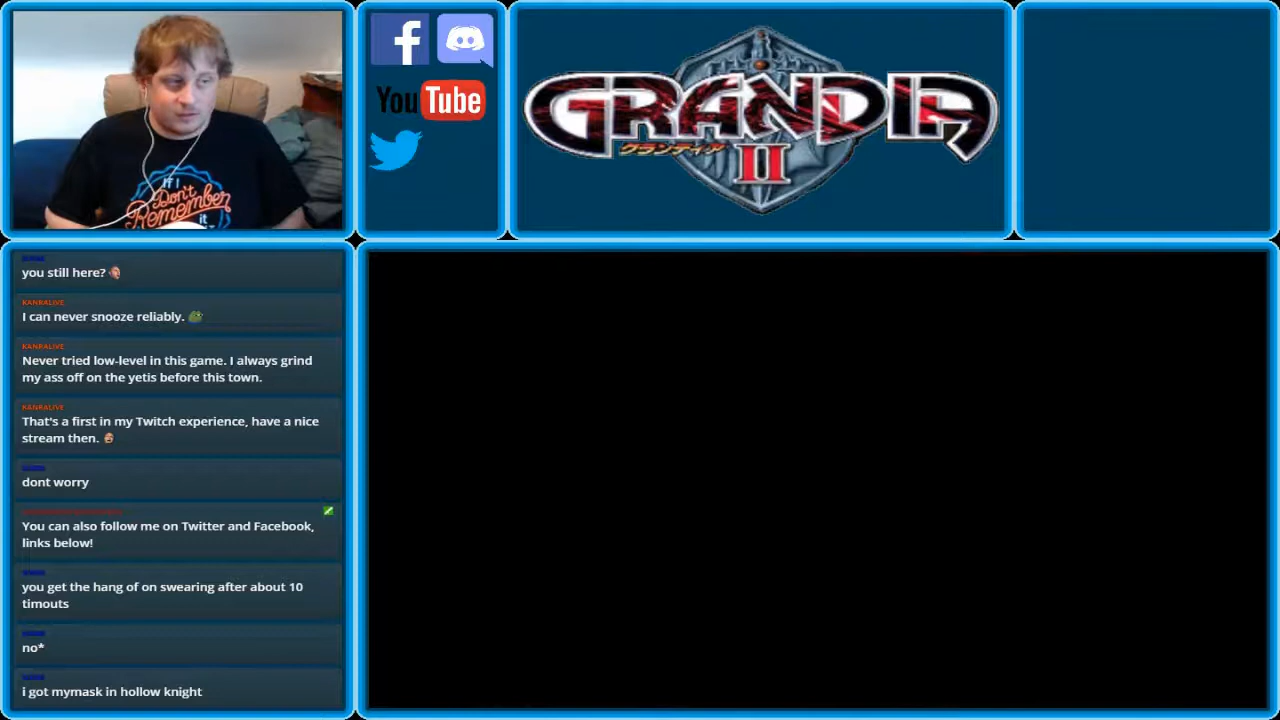 IF I
Don't
Remember
it
f
YouTube
GRANDIA
グランディア
II
you still here?
KANRALIVE
I can never snooze reliably.
KANRALIVE
Never tried low-level in this game. I always grind
my ass off on the yetis before this town.
KANRALIVE
That's a first in my Twitch experience, have a nice
stream then.
dont worry
You can also follow me on Twitter and Facebook,
links below!
you get the hang of on swearing after about 10
timouts
no*
i got mymask in hollow knight